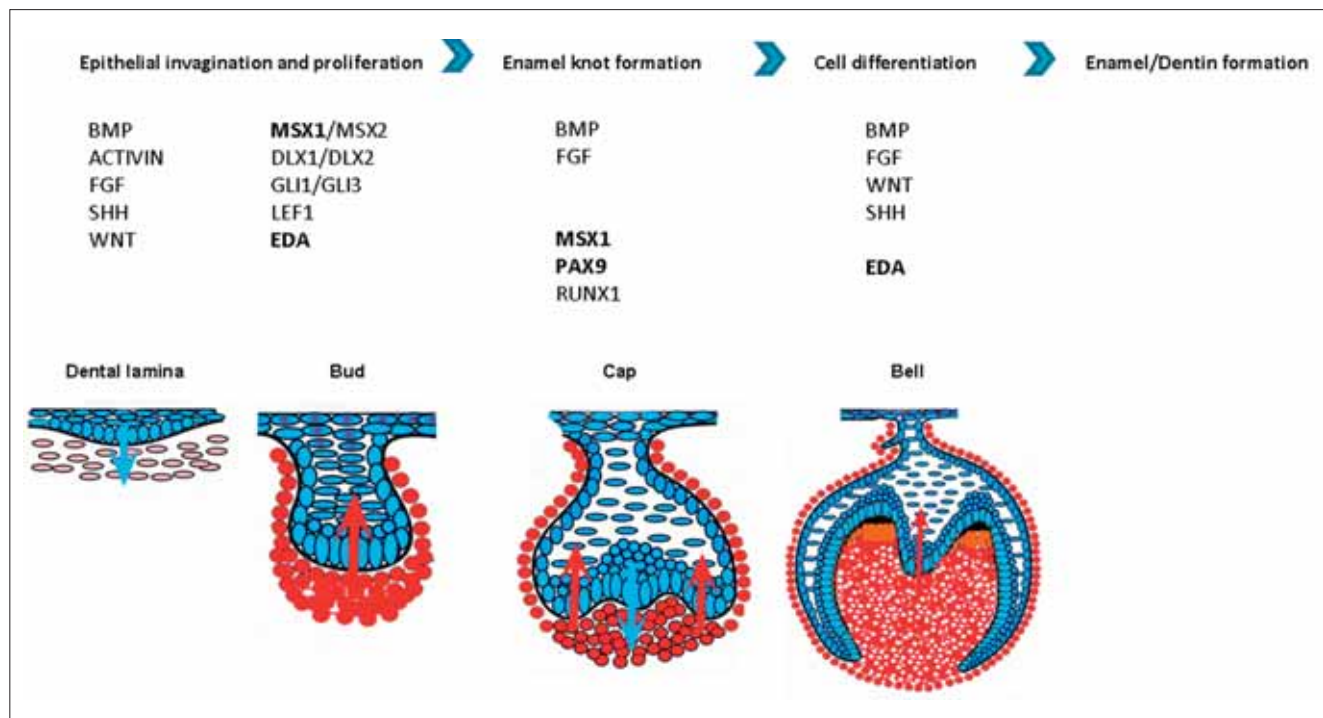 Epithelial invagination and proliferation
Enamel knot formation
Cell differentiation
Enamel/Dentin formation
BMP
ACTIVIN
FGF
SHH
WNT
MSX1/MSX2
DLX1/DLX2
GLI1/GLI3
LEF1
EDA
BMP
FGF
MSX1
PAX9
RUNX1
BMP
FGF
WNT
SHH
EDA
Dental lamina
Bud
Cap
Bell